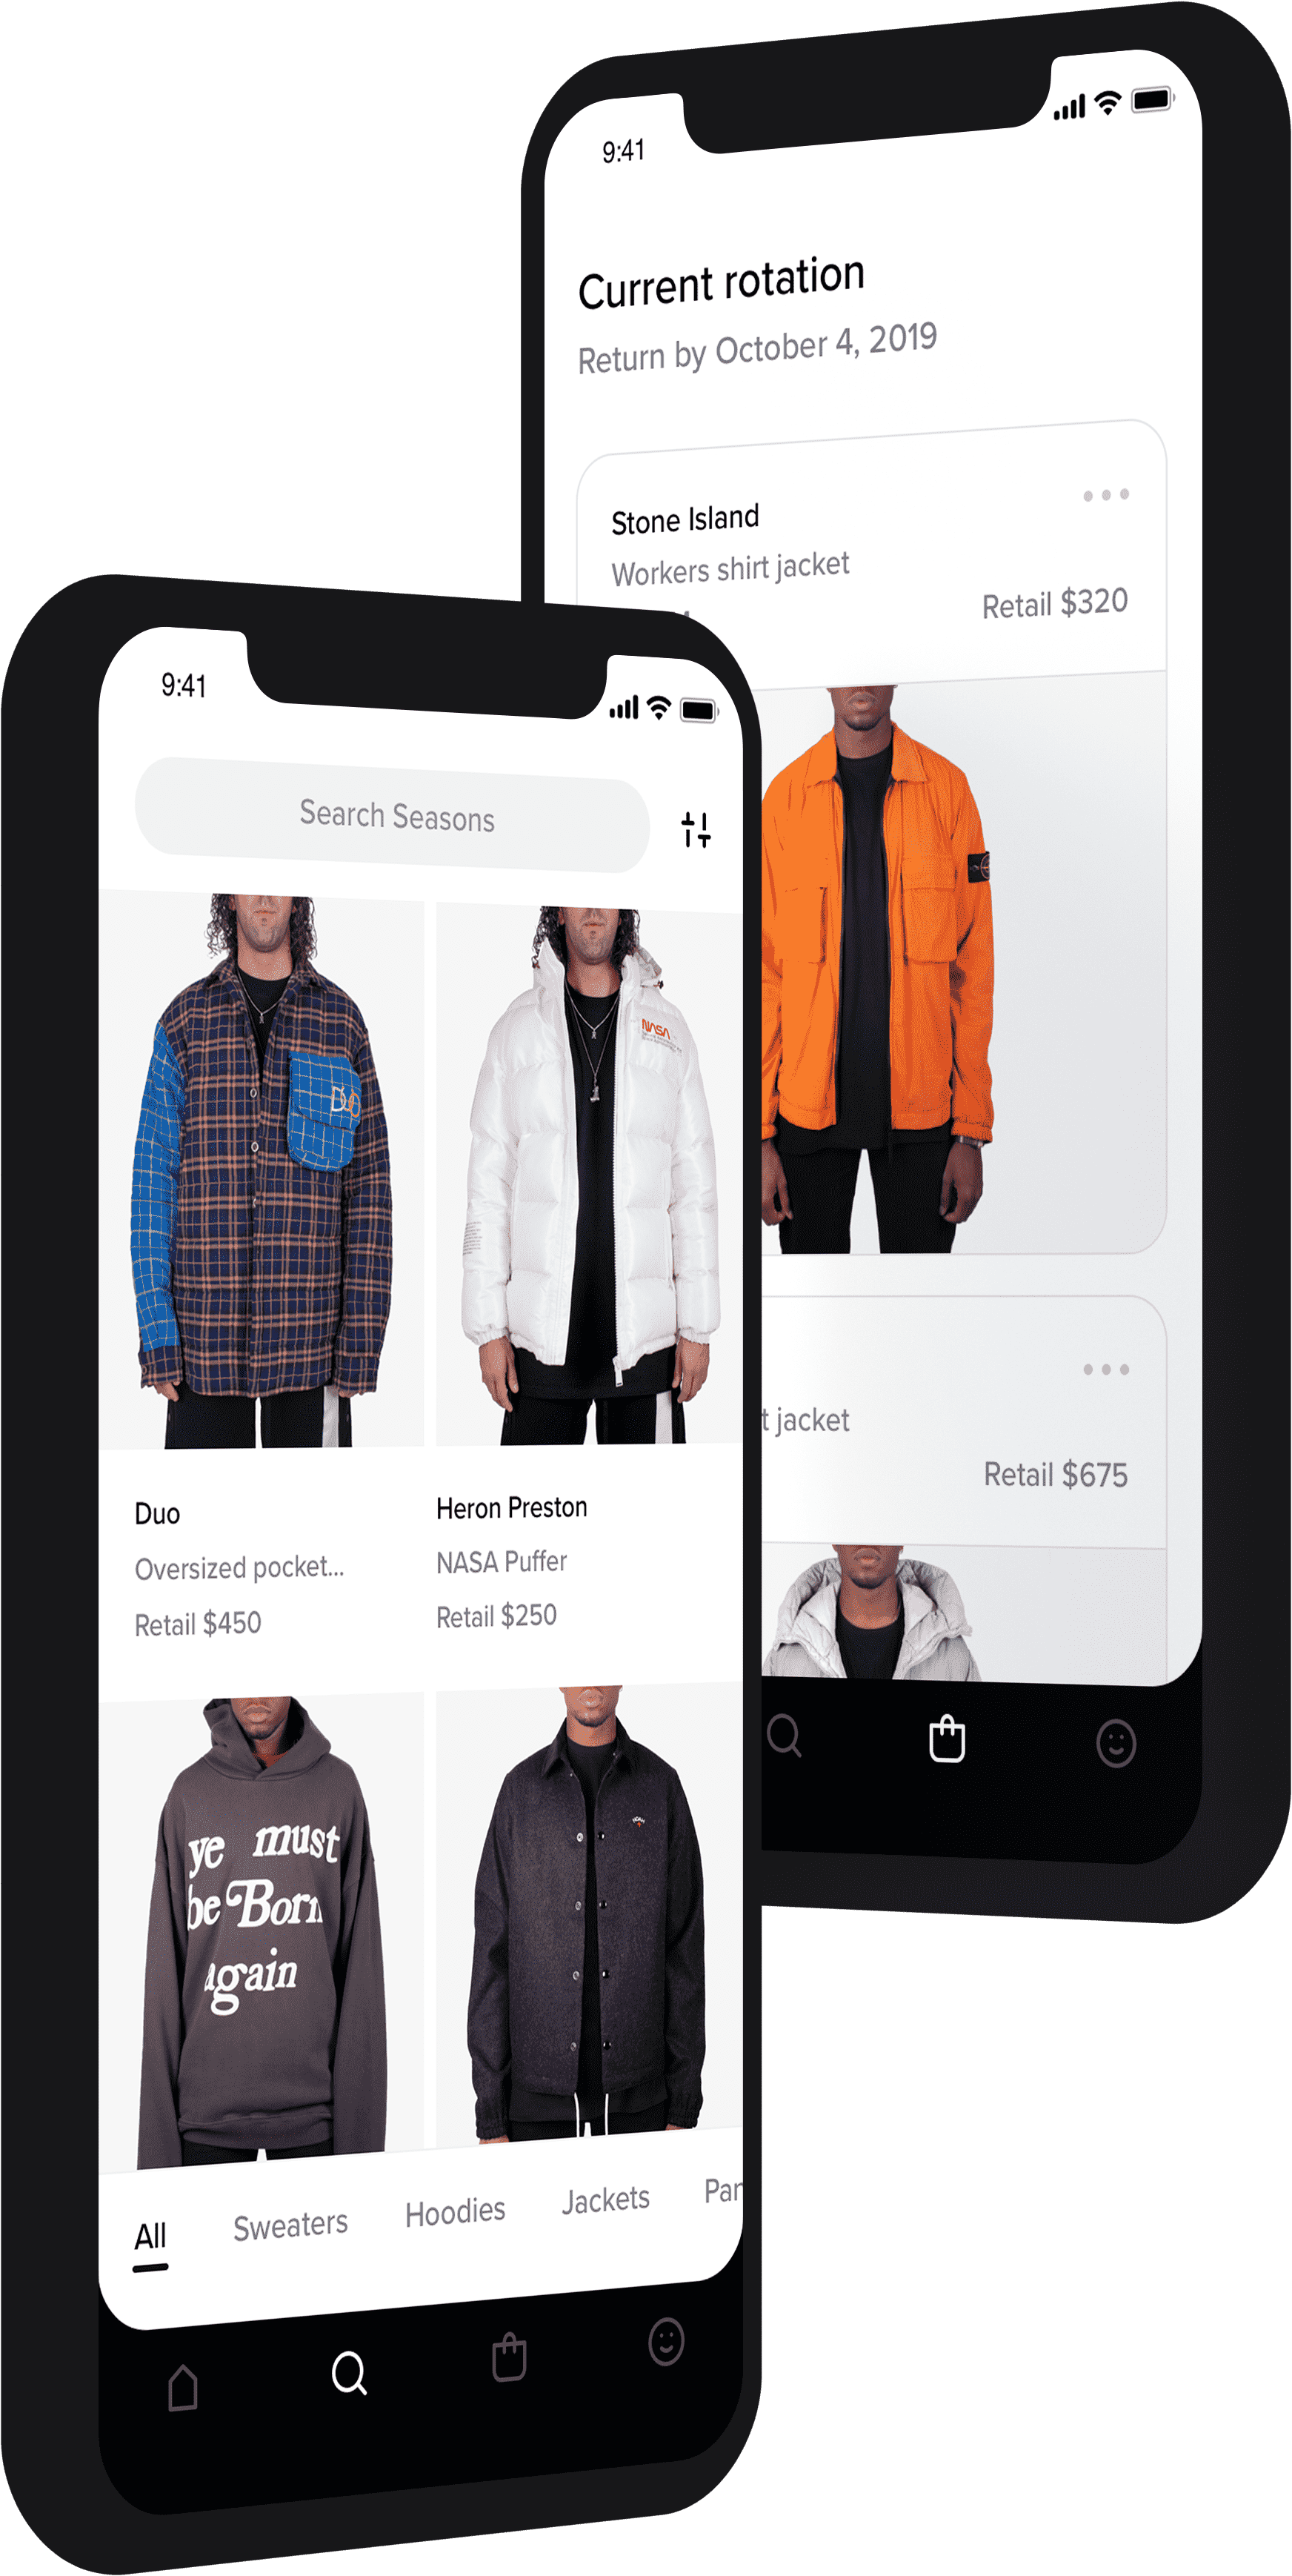 9:41
Current rotation
Return by October 4, 2019
Stone Island
Workers shirt jacket
Retail $320
jacket
Retail $675
9:41
Search Seasons
Duo
NASA
Duo
Oversized pocket...
Retail $450
Heron Preston
NASA Puffer
Retail $250
ye must
be Born
again
All
Sweaters
Hoodies
Jackets